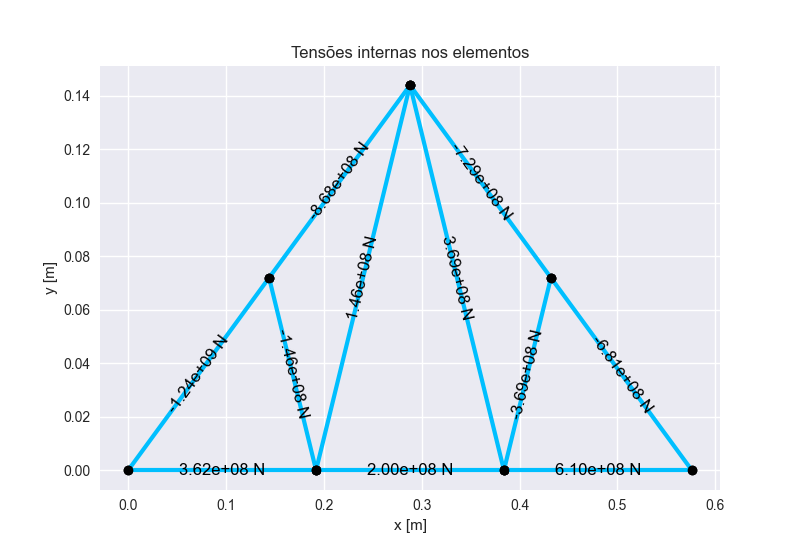 Tensões internas nos elementos
0.14
0.12
0.10
0.08
0.06
0.04
0.02
0.00
y [m]
-8.68e+08 N
-7.29e+08 N
1.46e+08 N
3.69e+08 N
-1.24e+09 N
-1.46e+08 N
-3.69e+08 N
-6.81e+08 N
3.62e+08 N
2.00e+08 N
6.10e+08 N
0.0
0.1
0.2
0.3
0.4
0.5
0.6
x [m]